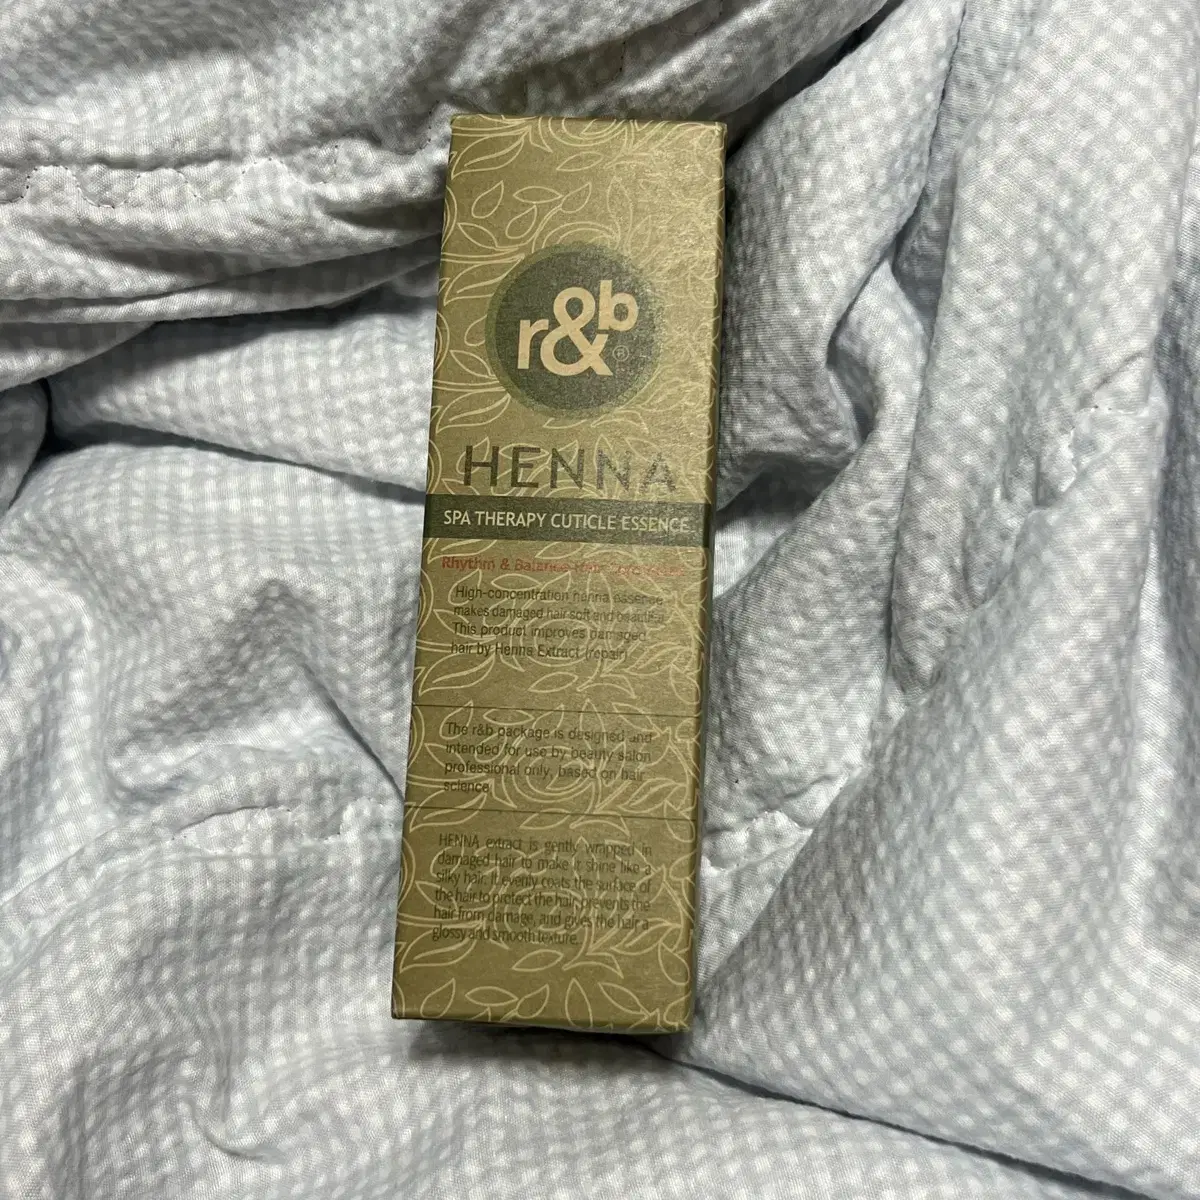 r&b®
HENNA
SPA THERAPY CUTICLE ESSENCE
Rhythm & Balance Hair
High-concentration henna essence
makes damaged hair soft and beautiful.
This product improves damaged
hair by Henna Extract (repair)
The r&b package is designed and
intended for use by beauty salon
professional only, based on hair
science.
HENNA extract is gently wrapped in
damaged hair to make it shine like a
silky hair. It evenly coats the surface of
the hair to protect the hair, prevents the
hair from damage, and gives the hair a
glossy and smooth texture.